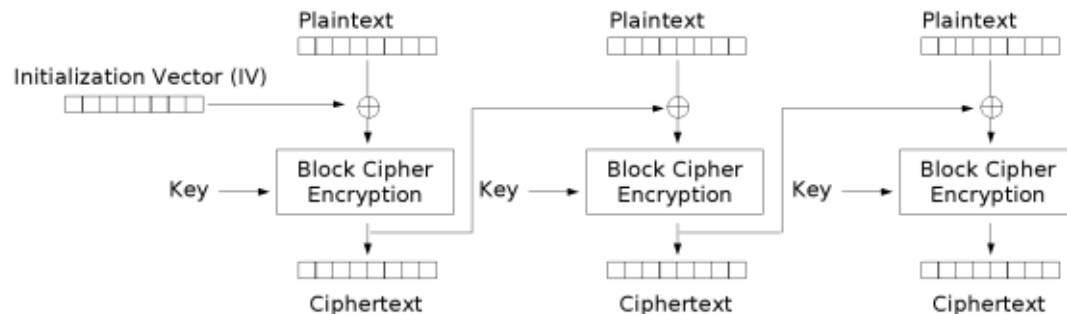 Plaintext Plaintext Plaintext
Initialization Vector (IV)
Block Cipher Block Cipher Block Cipher
Key Key Key
Encryption Encryption Encryption
Ciphertext Ciphertext Ciphertext